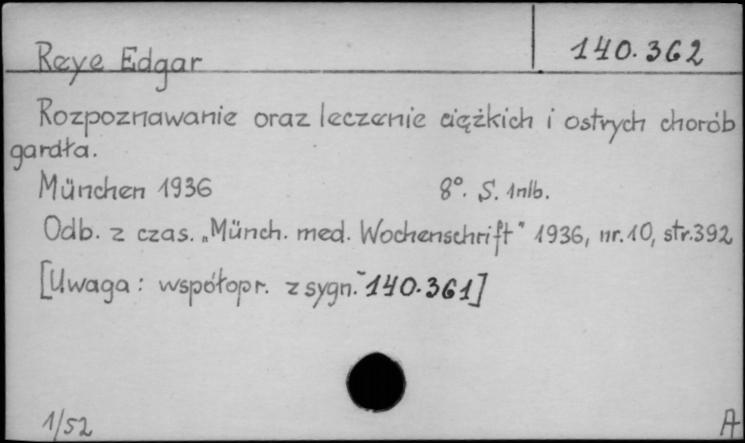 Reye Edgar
140.362
Rozpoznawanie oraz leczenie ciężkich i ostrych chorób
gardła.
München 1936 8°. S. 1nlb.
Odb. z czas. „Münch. med. Wochenschrift" 1936, nr. 10, str. 392
[Uwaga: współopr. z sygn. 140.361]
1/52
A